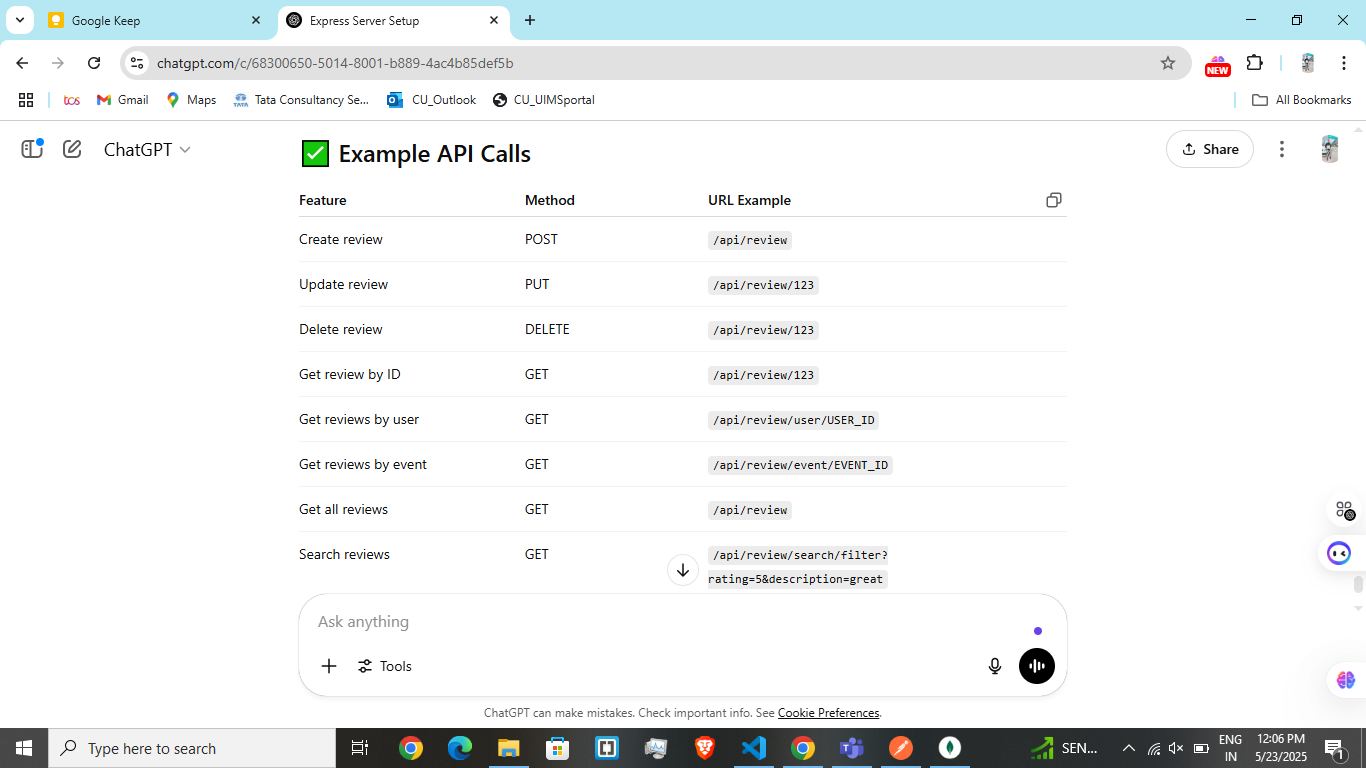 Google Keep
Express Server Setup
chatgpt.com/c/68300650-5014-8001-b889-4ac4b85def5b
NEW
tcs
Gmail
Maps
TATA
Tata Consultancy Se...
CU_Outlook
CU_UIMSportal
All Bookmarks
ChatGPT
Share
Example API Calls
Feature Method URL Example
Create review POST /api/review
Update review PUT /api/review/123
Delete review DELETE /api/review/123
Get review by ID GET /api/review/123
Get reviews by user GET /api/review/user/USER_ID
Get reviews by event GET /api/review/event/EVENT_ID
Get all reviews GET /api/review
Search reviews GET /api/review/search/filter?
rating=5&description=great
Ask anything
Tools
ChatGPT can make mistakes. Check important info. See Cookie Preferences.
Type here to search
SEN...
ENG
IN
12:06 PM
5/23/2025
1